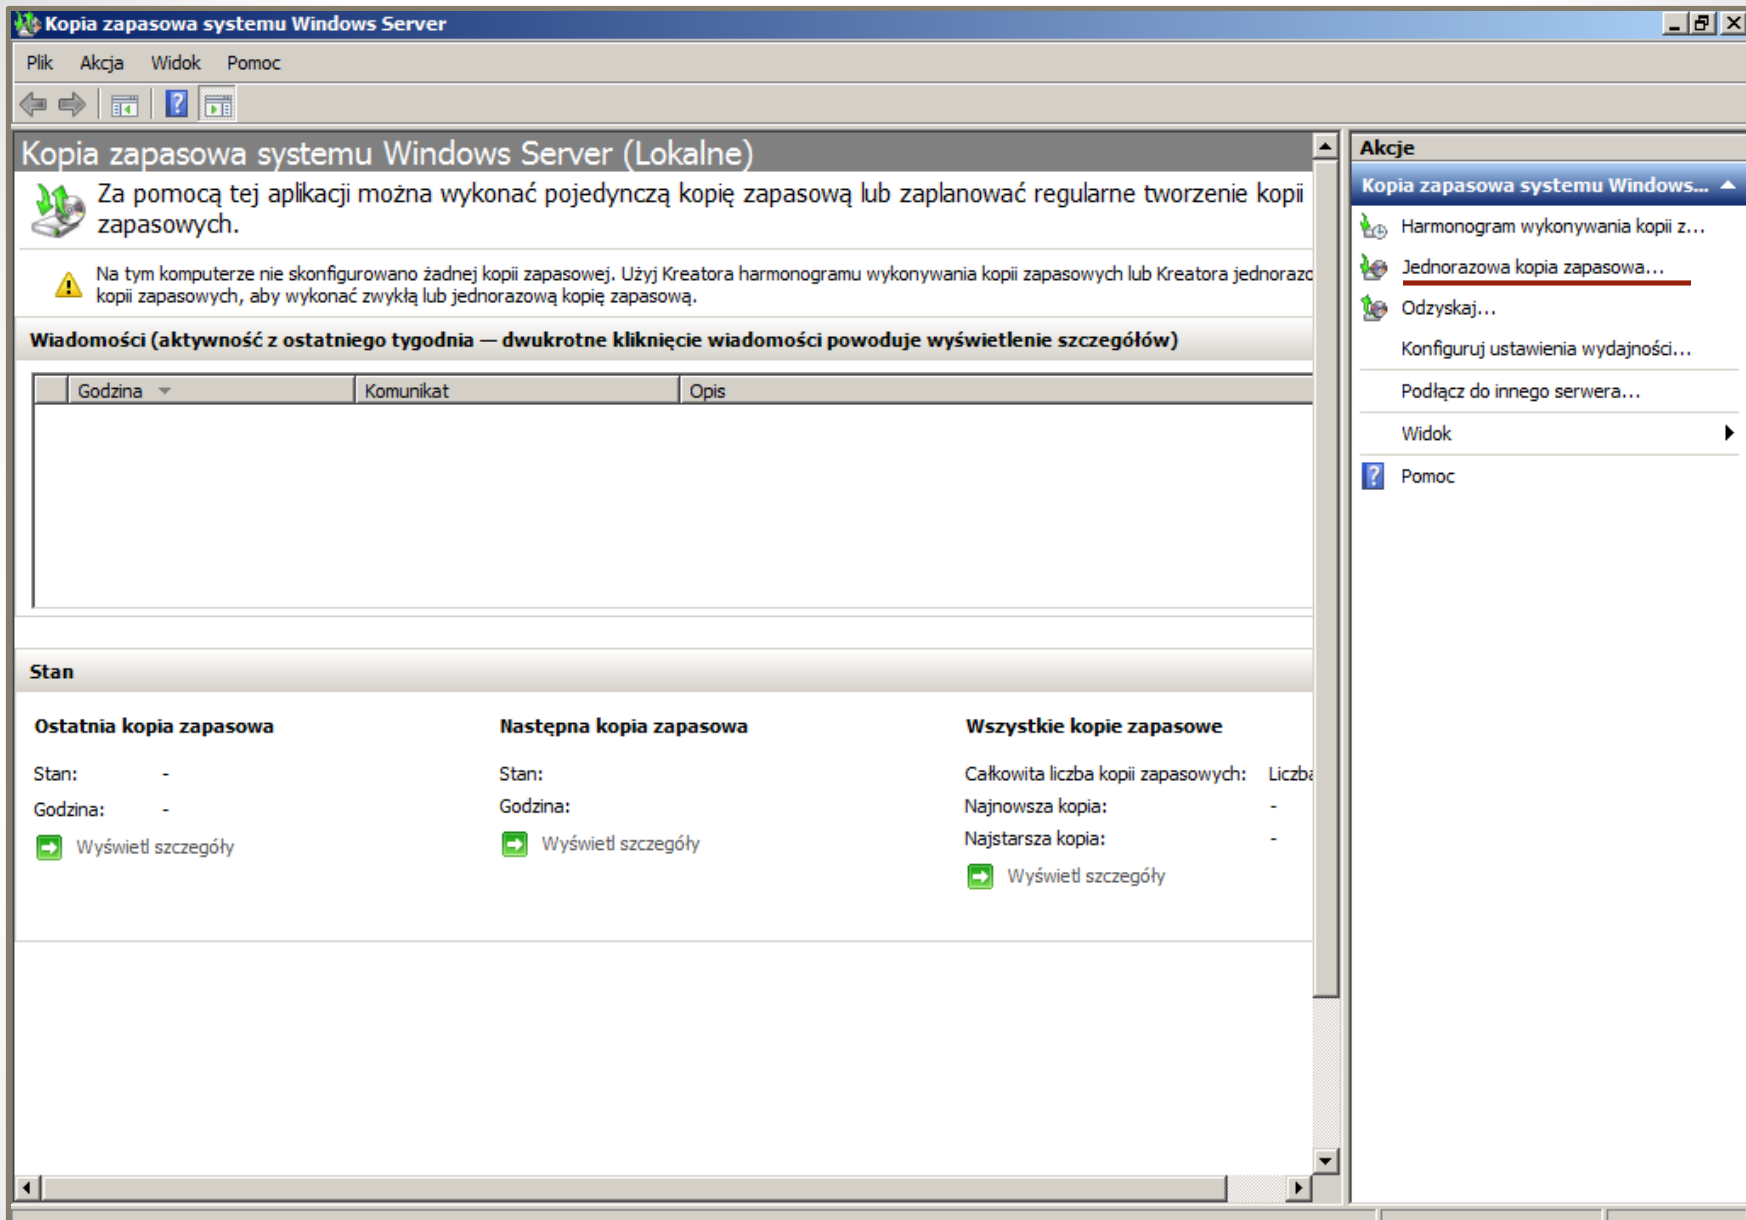 Kopia zapasowa systemu Windows Server
Plik Akcja Widok Pomoc
Kopia zapasowa systemu Windows Server (Lokalne)
Za pomocą tej aplikacji można wykonać pojedynczą kopię zapasową lub zaplanować regularne tworzenie kopii
zapasowych.
Na tym komputerze nie skonfigurowano żadnej kopii zapasowej. Użyj Kreatora harmonogramu wykonywania kopii zapasowych lub Kreatora jednorazo
kopii zapasowych, aby wykonać zwykłą lub jednorazową kopię zapasową.
Wiadomości (aktywność z ostatniego tygodnia — dwukrotne kliknięcie wiadomości powoduje wyświetlenie szczegółów)
Godzina Komunikat Opis
Stan
Ostatnia kopia zapasowa
Stan: -
Godzina: -
Wyświetl szczegóły
Następna kopia zapasowa
Stan:
Godzina:
Wyświetl szczegóły
Wszystkie kopie zapasowe
Całkowita liczba kopii zapasowych: Liczba
Najnowsza kopia: -
Najstarsza kopia: -
Wyświetl szczegóły
Akcje
Kopia zapasowa systemu Windows...
Harmonogram wykonywania kopii z...
Jednorazowa kopia zapasowa...
Odzyskaj...
Konfiguruj ustawienia wydajności...
Podłącz do innego serwera...
Widok
Pomoc